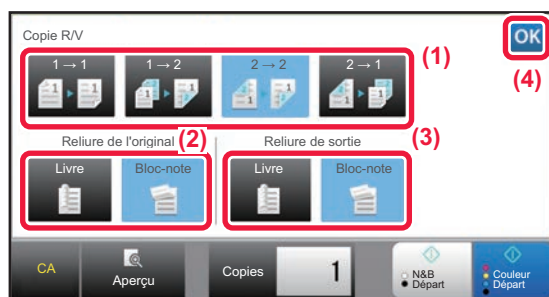 Copie R/V
OK
(1)
(4)
1 → 1
1 → 2
2 → 2
2 → 1
Reliure de l'original
(2)
Reliure de sortie
(3)
Livre
Bloc-note
Livre
Bloc-note
CA
Aperçu
Copies
1
N&B
Départ
Couleur
Départ